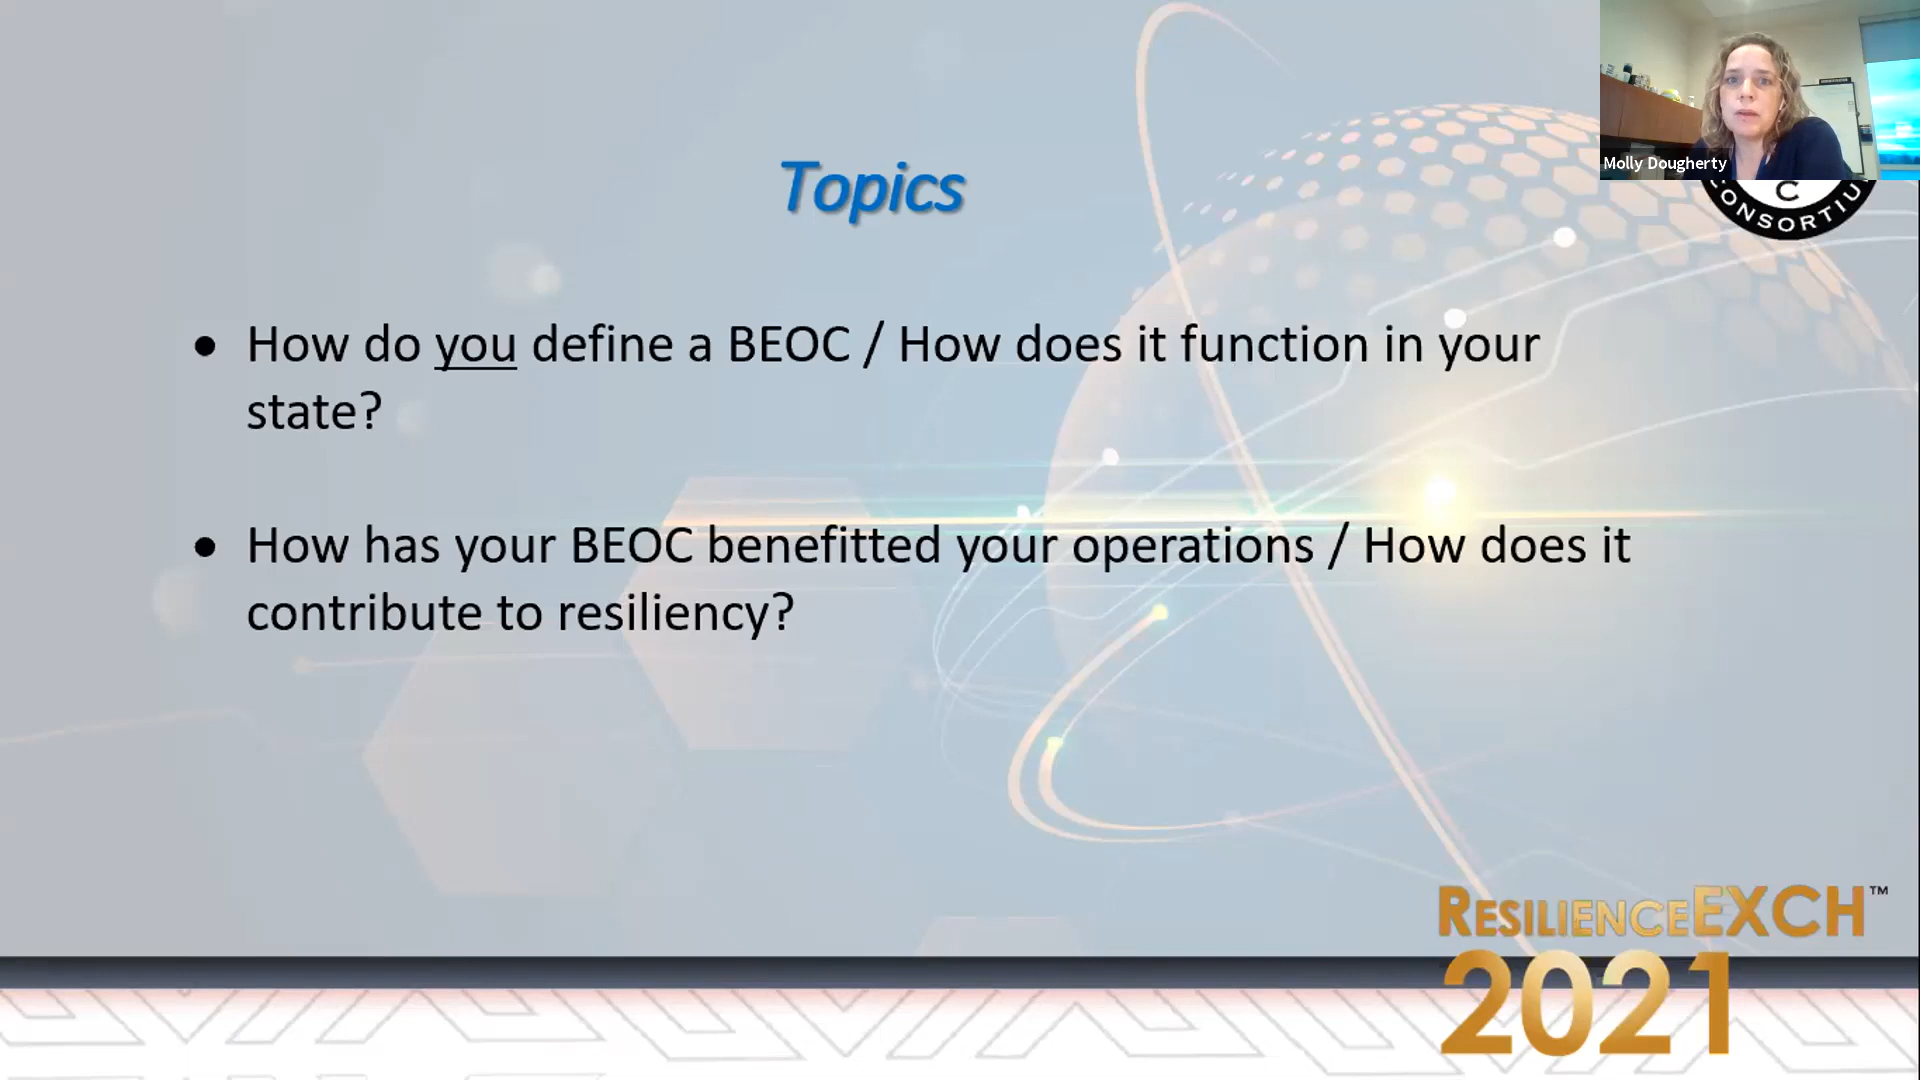 Molly Dougherty
C
Topics
● How do you define a BEOC / How does it function in your
state?
● How has your BEOC benefitted your operations / How does it
contribute to resiliency?
RESILIENCEEXCH™
2021